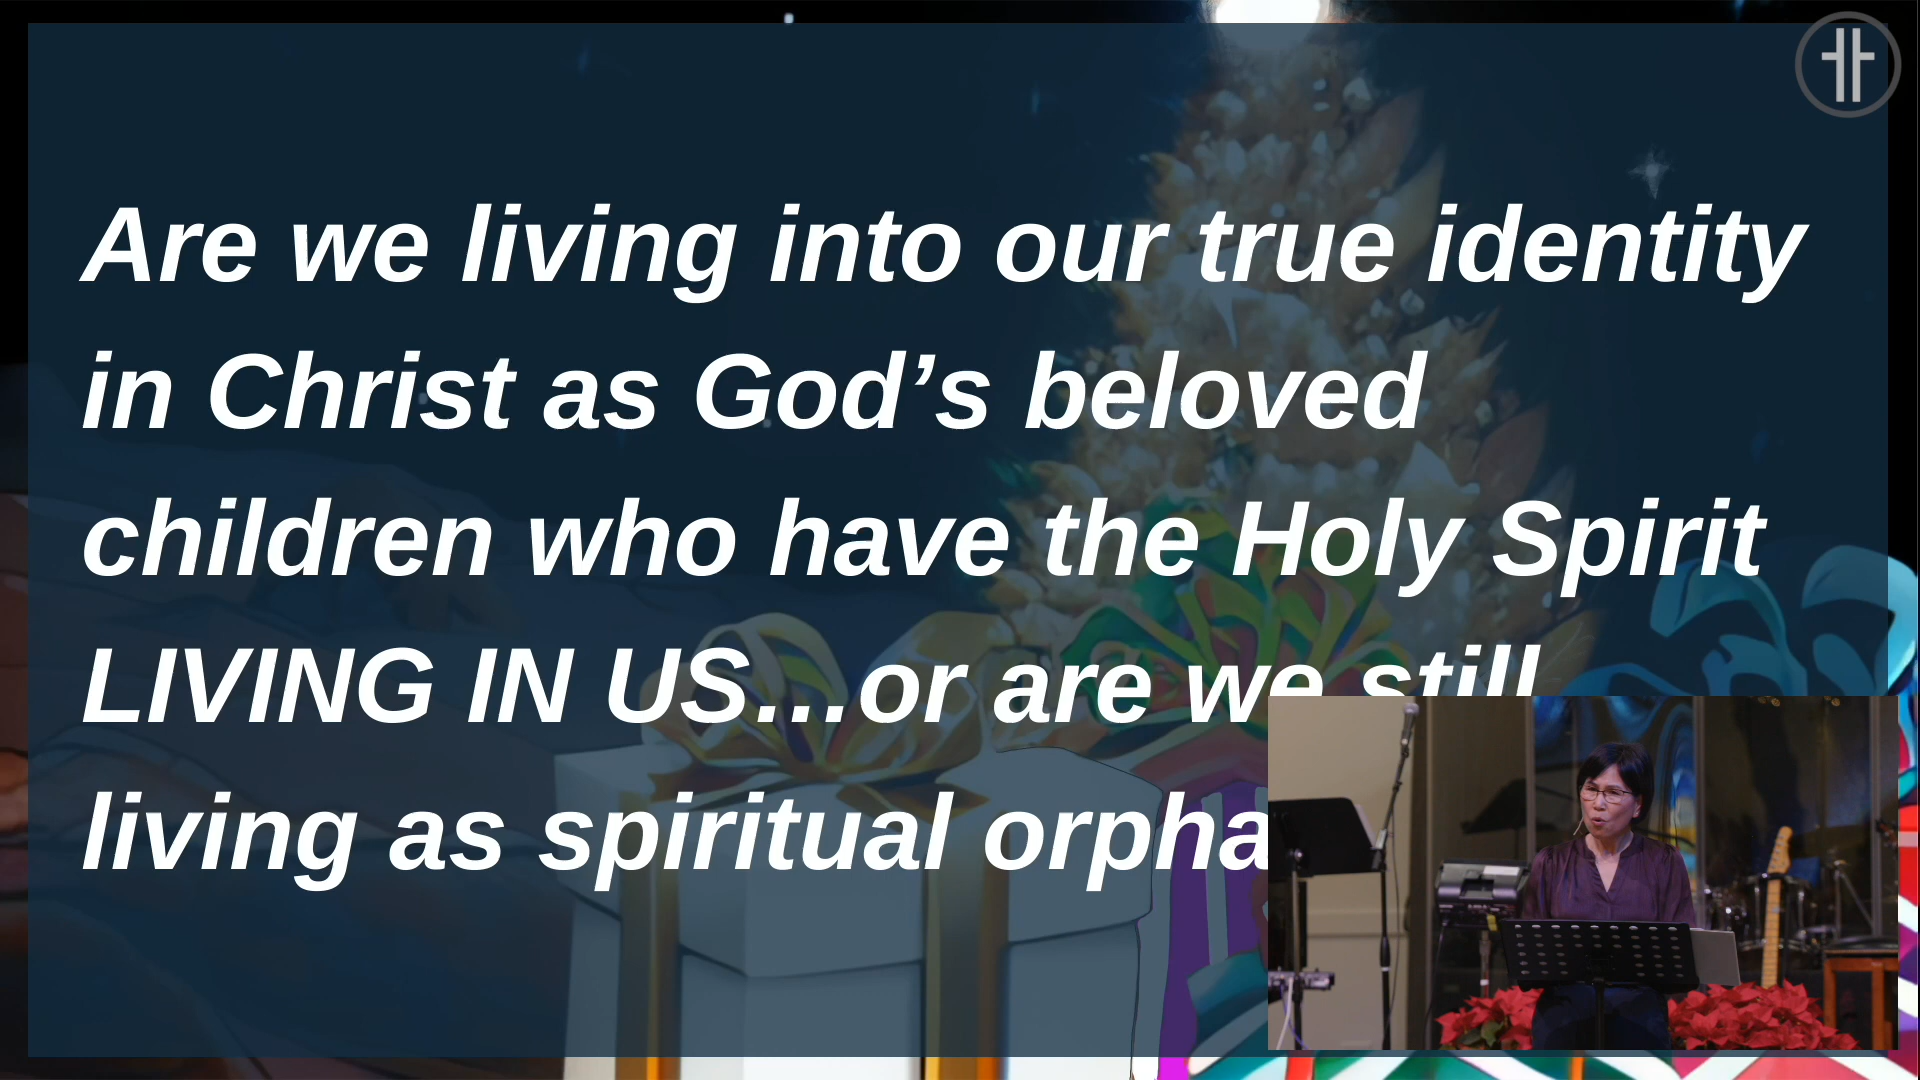 Are we living into our true identity
in Christ as God’s beloved
children who have the Holy Spirit
LIVING IN US…or are we still
living as spiritual orpha